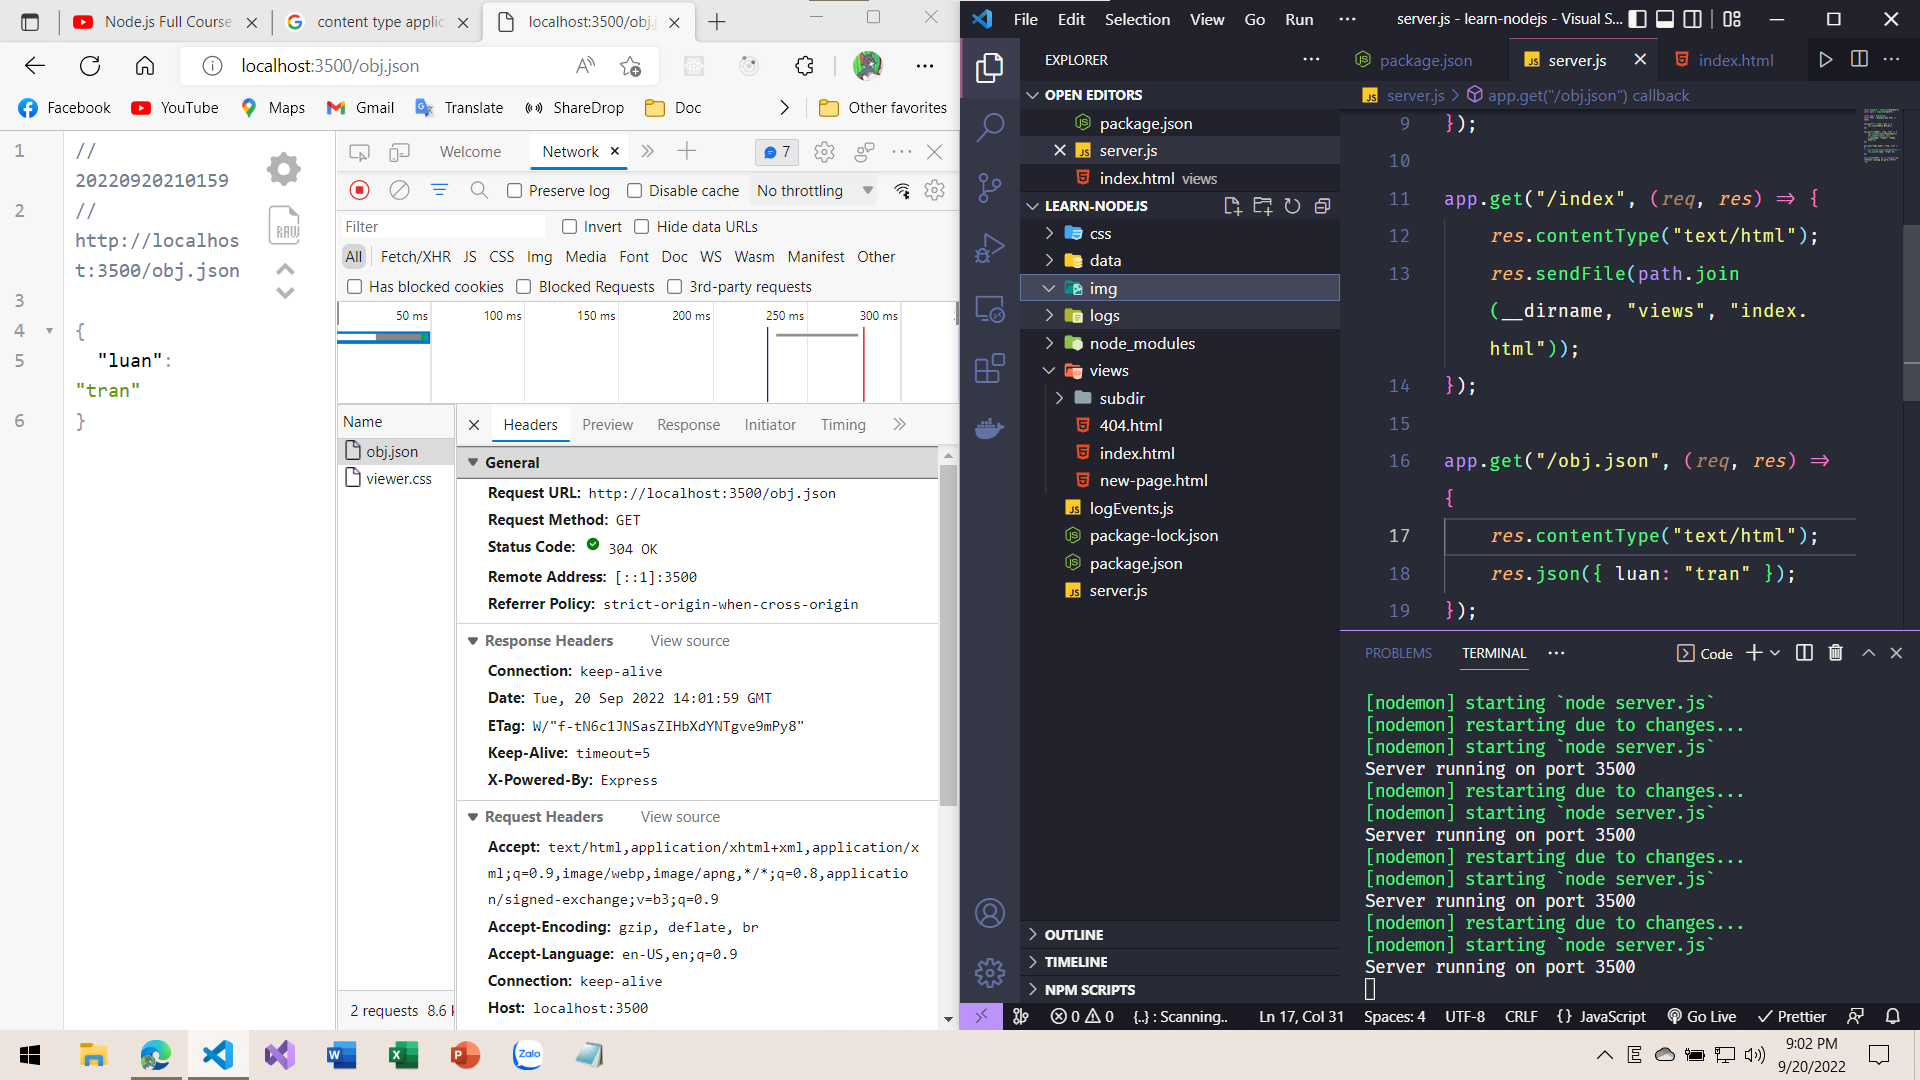 Node.js Full Course
content type applic
localhost:3500/obj.j
localhost:3500/obj.json
Facebook
YouTube
Maps
Gmail
Translate
ShareDrop
Doc
Other favorites
1 //
20220920210159
2 //
http://localhos
t:3500/obj.json
3
4 {
5 "luan":
"tran"
6 }
RAW
Welcome
Network
7
Preserve log
Disable cache
No throttling
Filter
Invert
Hide data URLs
All
Fetch/XHR JS CSS Img Media Font Doc WS Wasm Manifest Other
Has blocked cookies
Blocked Requests
3rd-party requests
50 ms
100 ms
150 ms
200 ms
250 ms
300 ms
Name
obj.json
viewer.css
2 requests 8.6 k
Headers
Preview
Response
Initiator
Timing
General
Request URL: http://localhost:3500/obj.json
Request Method: GET
Status Code: 304 OK
Remote Address: [::1]:3500
Referrer Policy: strict-origin-when-cross-origin
Response Headers View source
Connection: keep-alive
Date: Tue, 20 Sep 2022 14:01:59 GMT
ETag: W/"f-tN6c1JNSasZIHbXdYNTgve9mPy8"
Keep-Alive: timeout=5
X-Powered-By: Express
Request Headers View source
Accept: text/html,application/xhtml+xml,application/x
ml;q=0.9,image/webp,image/apng,*/*;q=0.8,applicatio
n/signed-exchange;v=b3;q=0.9
Accept-Encoding: gzip, deflate, br
Accept-Language: en-US,en;q=0.9
Connection: keep-alive
Host: localhost:3500
File Edit Selection View Go Run ···
server.js - learn-nodejs - Visual S...
EXPLORER
OPEN EDITORS
package.json
server.js
index.html views
LEARN-NODEJS
css
data
img
logs
node_modules
views
subdir
404.html
index.html
new-page.html
logEvents.js
package-lock.json
package.json
server.js
OUTLINE
TIMELINE
NPM SCRIPTS
package.json
server.js
index.html
server.js > app.get("/obj.json") callback
9 });
10
11 app.get("/index", (req, res) => {
12 res.contentType("text/html");
13 res.sendFile(path.join
(__dirname, "views", "index.
html"));
14 });
15
16 app.get("/obj.json", (req, res) =>
{
17 res.contentType("text/html");
18 res.json({ luan: "tran" });
19 });
PROBLEMS
TERMINAL
Code
[nodemon] starting `node server.js`
[nodemon] restarting due to changes...
[nodemon] starting `node server.js`
Server running on port 3500
[nodemon] restarting due to changes...
[nodemon] starting `node server.js`
Server running on port 3500
[nodemon] restarting due to changes...
[nodemon] starting `node server.js`
Server running on port 3500
[nodemon] restarting due to changes...
[nodemon] starting `node server.js`
Server running on port 3500
0 0 {..} : Scanning.. Ln 17, Col 31 Spaces: 4 UTF-8 CRLF {} JavaScript Go Live Prettier
Zalo
9:02 PM
9/20/2022